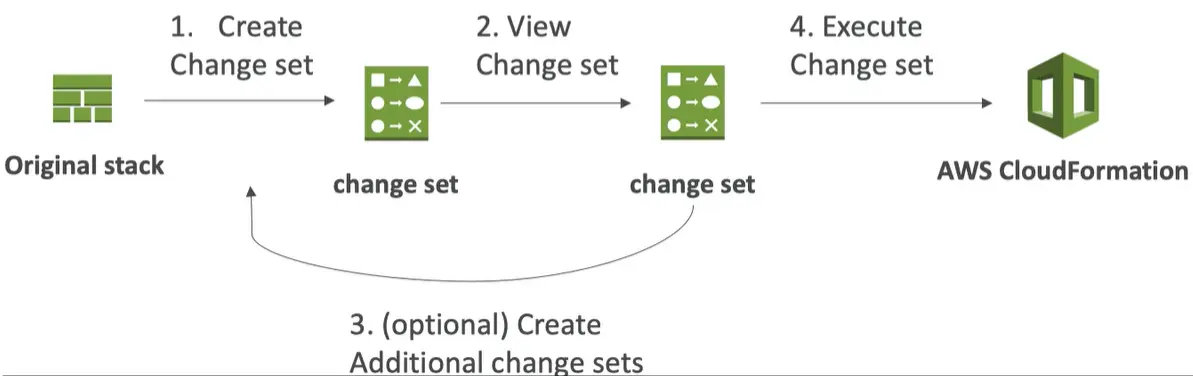 1. Create
Change set
2. View
Change set
4. Execute
Change set
Original stack
change set
change set
AWS CloudFormation
3. (optional) Create
Additional change sets